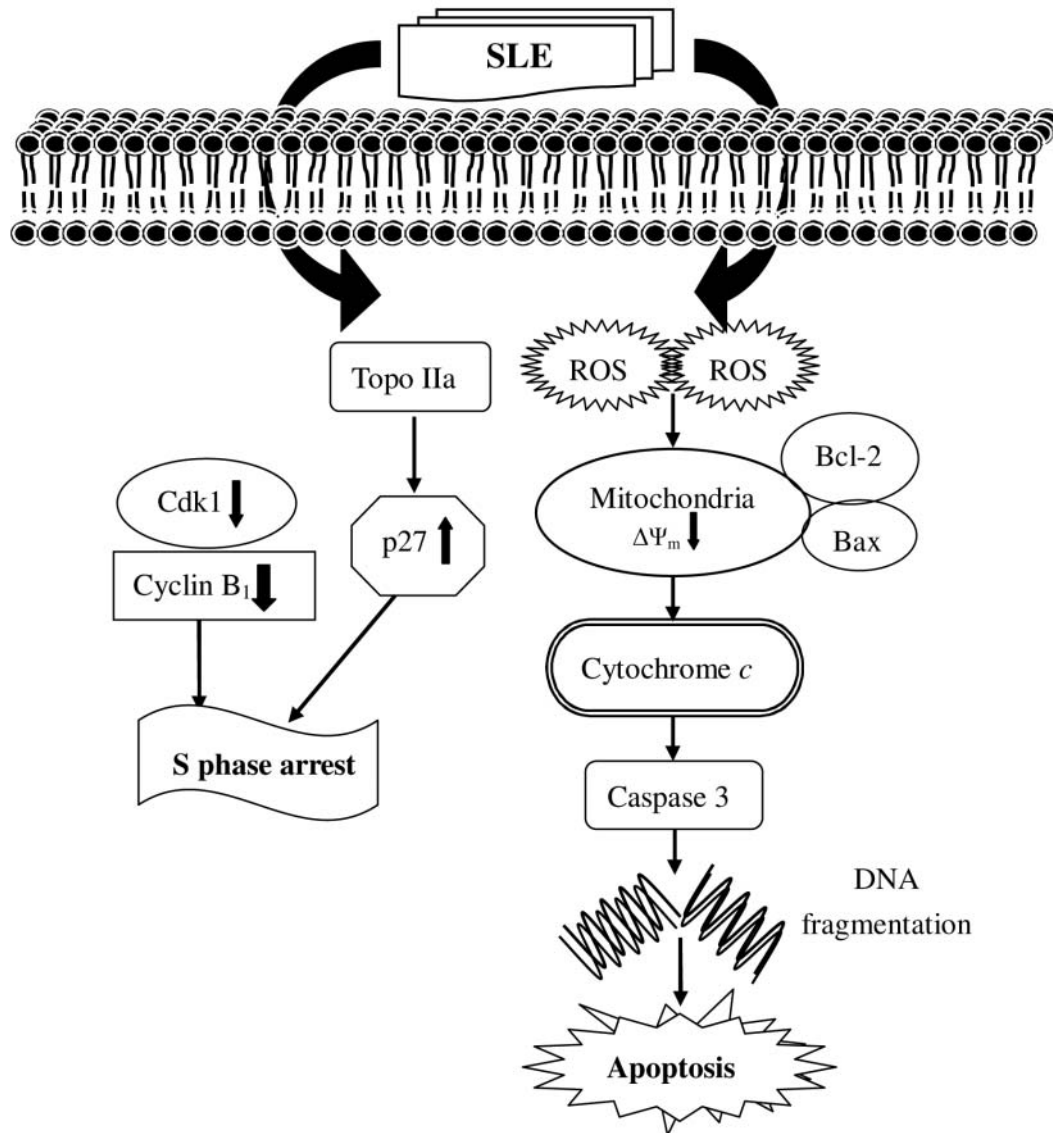 SLE
Topo IIa
p27
Cdk1
Cyclin B₁
S phase arrest
ROS
ROS
Bcl-2
Bax
Mitochondria
ΔΨₘ
Cytochrome c
Caspase 3
DNA
fragmentation
Apoptosis